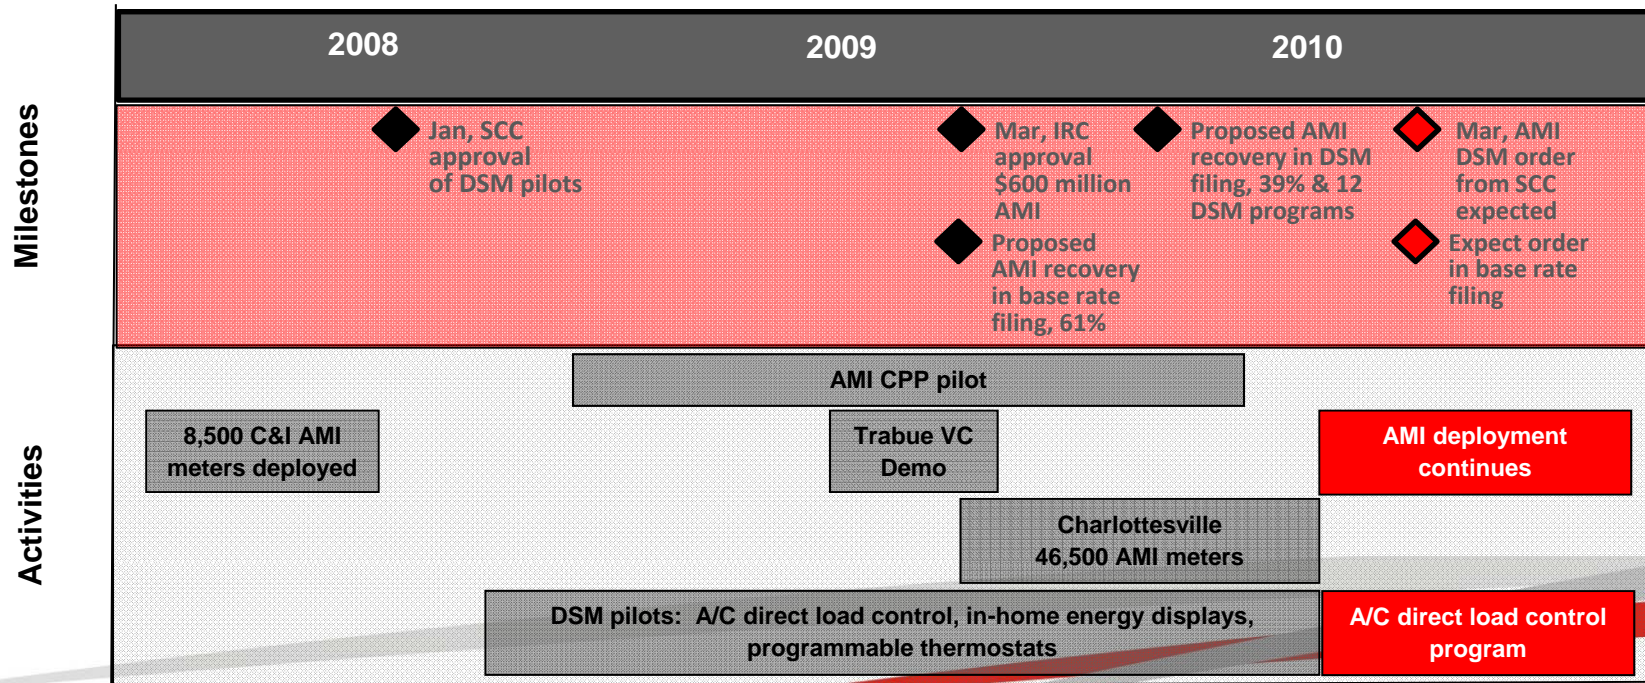 2008
2009
2010
Milestones
Jan, SCC
approval
of DSM pilots
Mar, IRC
approval
$600 million
AMI
Proposed
AMI recovery
in base rate
filing, 61%
Proposed AMI
recovery in DSM
filing, 39% & 12
DSM programs
Mar, AMI
DSM order
from SCC
expected
Expect order
in base rate
filing
Activities
AMI CPP pilot
8,500 C&I AMI
meters deployed
Trabue VC
Demo
AMI deployment
continues
Charlottesville
46,500 AMI meters
DSM pilots: A/C direct load control, in-home energy displays,
programmable thermostats
A/C direct load control
program